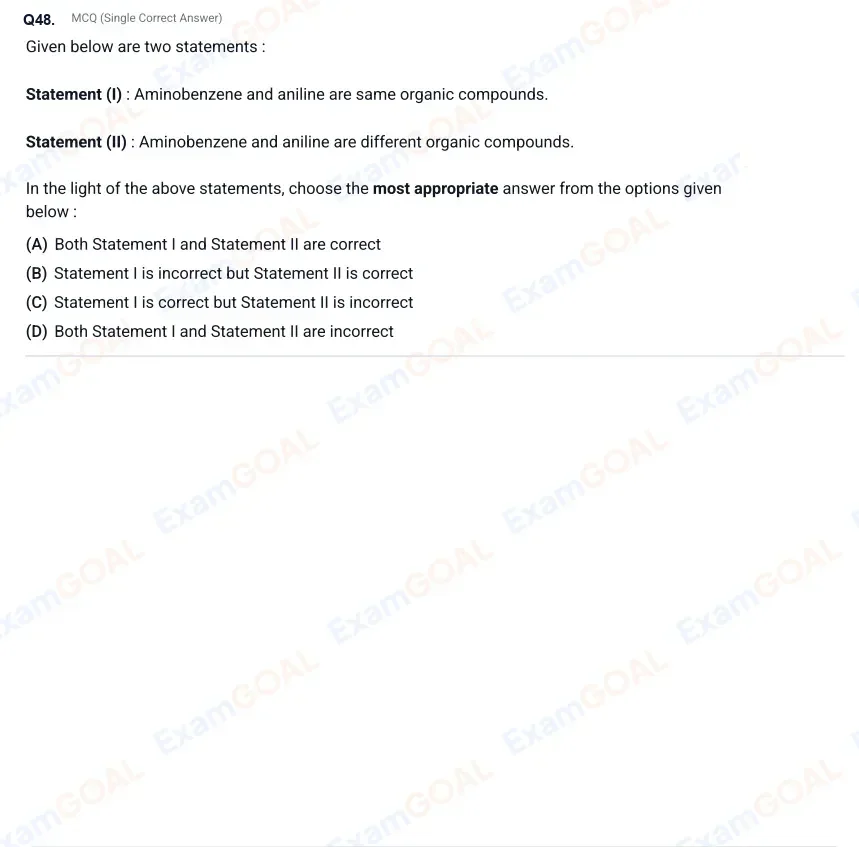 Q48. MCQ (Single Correct Answer)
Given below are two statements :
Statement (I) : Aminobenzene and aniline are same organic compounds.
Statement (II) : Aminobenzene and aniline are different organic compounds.
In the light of the above statements, choose the most appropriate answer from the options given
below :
(A) Both Statement I and Statement II are correct
(B) Statement I is incorrect but Statement II is correct
(C) Statement I is correct but Statement II is incorrect
(D) Both Statement I and Statement II are incorrect
ExamGOAL